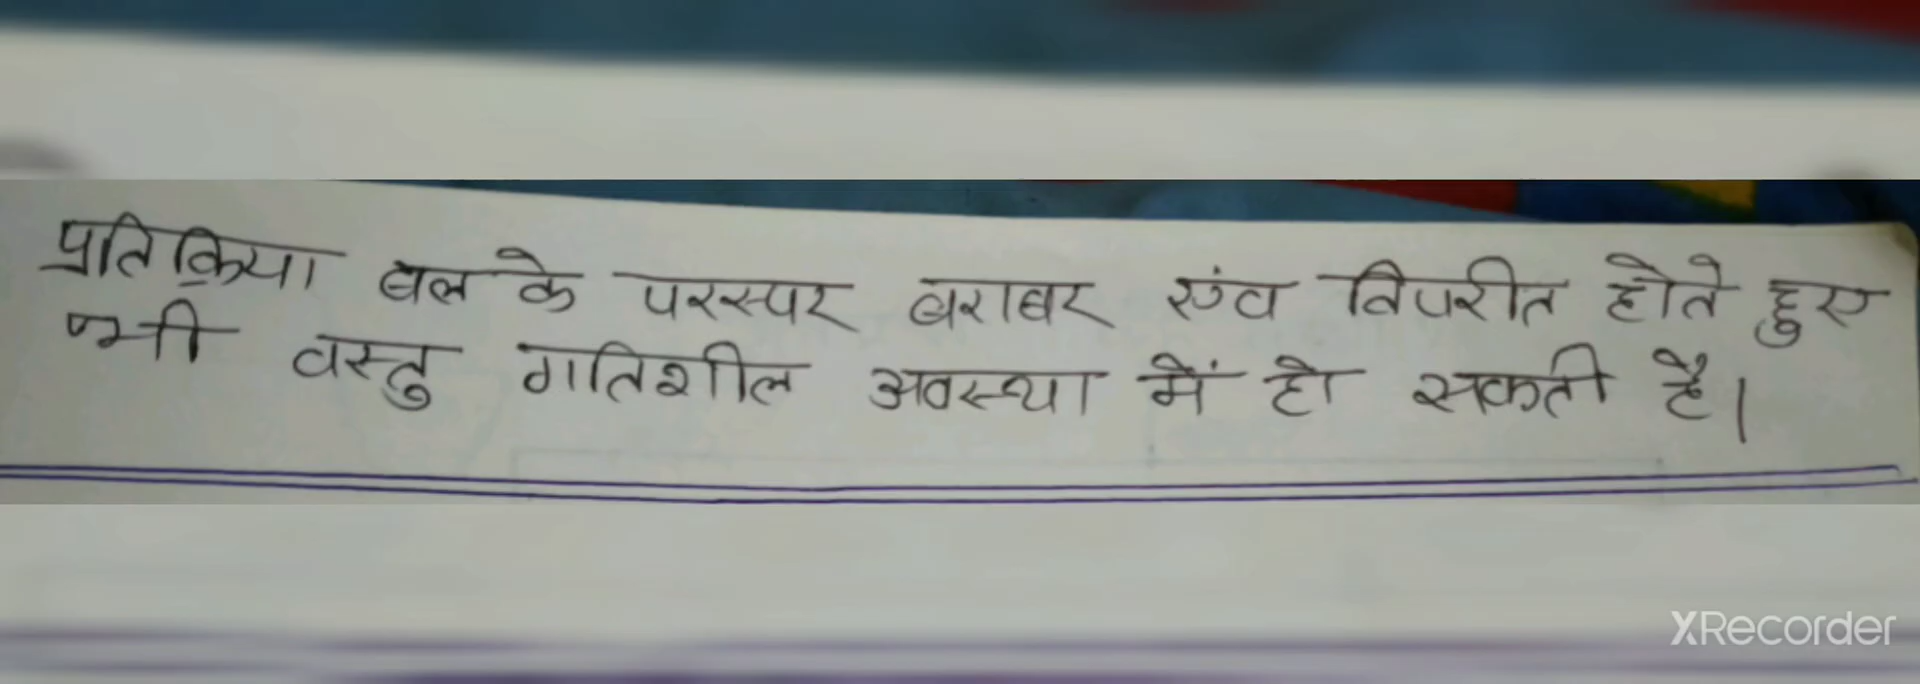 प्रतिक्रिया बल के परस्पर बराबर एंव विपरीत होते हुए
भी वस्तु गतिशील अवस्था में हो सकती है।
XRecorder